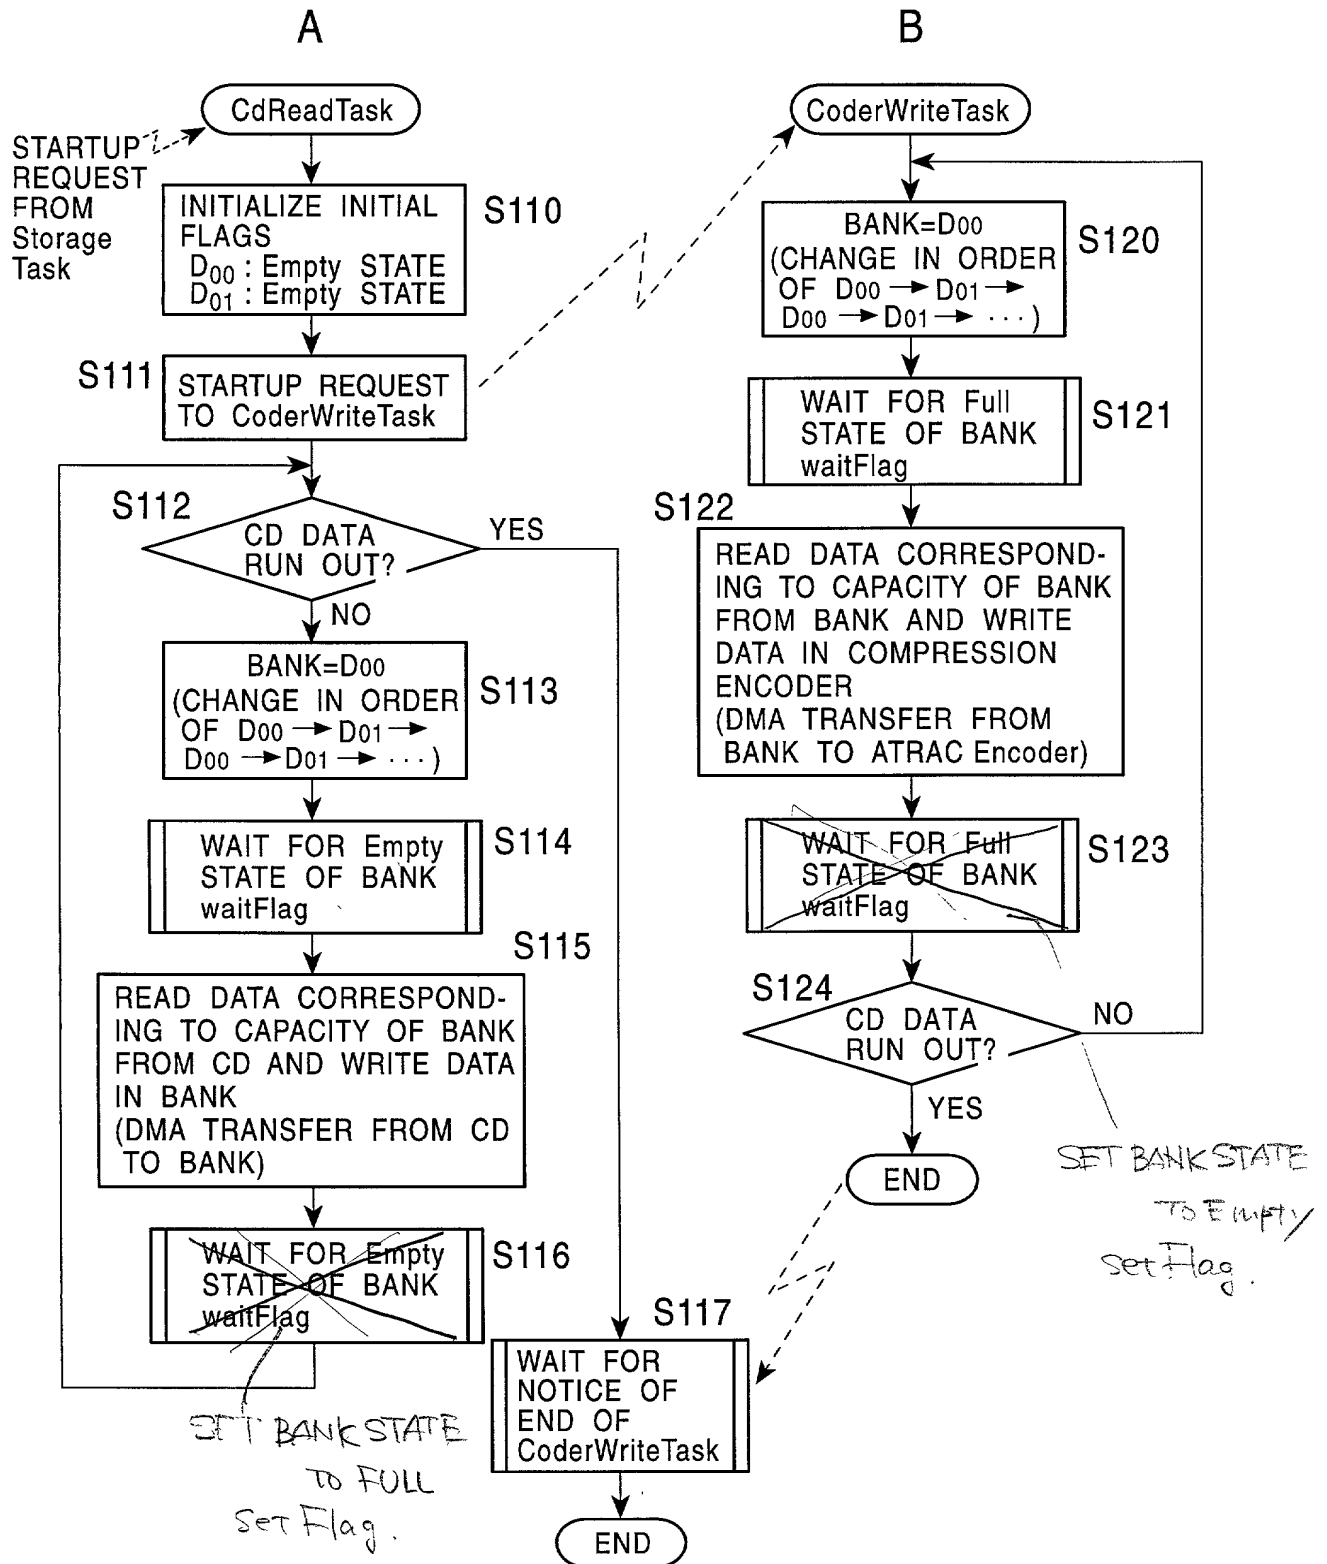 A
CdReadTask
STARTUP
REQUEST
FROM
Storage
Task
INITIALIZE INITIAL
FLAGS
D00 : Empty STATE
D01 : Empty STATE
S110
S111
STARTUP REQUEST
TO CoderWriteTask
S112
CD DATA
RUN OUT?
YES
NO
BANK=D00
(CHANGE IN ORDER
OF D00 → D01 →
D00 → D01 → ···)
S113
WAIT FOR Empty
STATE OF BANK
waitFlag
S114
S115
READ DATA CORRESPOND-
ING TO CAPACITY OF BANK
FROM CD AND WRITE DATA
IN BANK
(DMA TRANSFER FROM CD
TO BANK)
WAIT FOR Empty
STATE OF BANK
waitFlag
S116
SET BANK STATE
TO FULL
Set Flag.
S117
WAIT FOR
NOTICE OF
END OF
CoderWriteTask
END
B
CoderWriteTask
BANK=D00
(CHANGE IN ORDER
OF D00 → D01 →
D00 → D01 → ···)
S120
WAIT FOR Full
STATE OF BANK
waitFlag
S121
S122
READ DATA CORRESPOND-
ING TO CAPACITY OF BANK
FROM BANK AND WRITE
DATA IN COMPRESSION
ENCODER
(DMA TRANSFER FROM
BANK TO ATRAC Encoder)
WAIT FOR Full
STATE OF BANK
waitFlag
S123
S124
CD DATA
RUN OUT?
NO
YES
SET BANK STATE
TO Empty
set Flag.
END